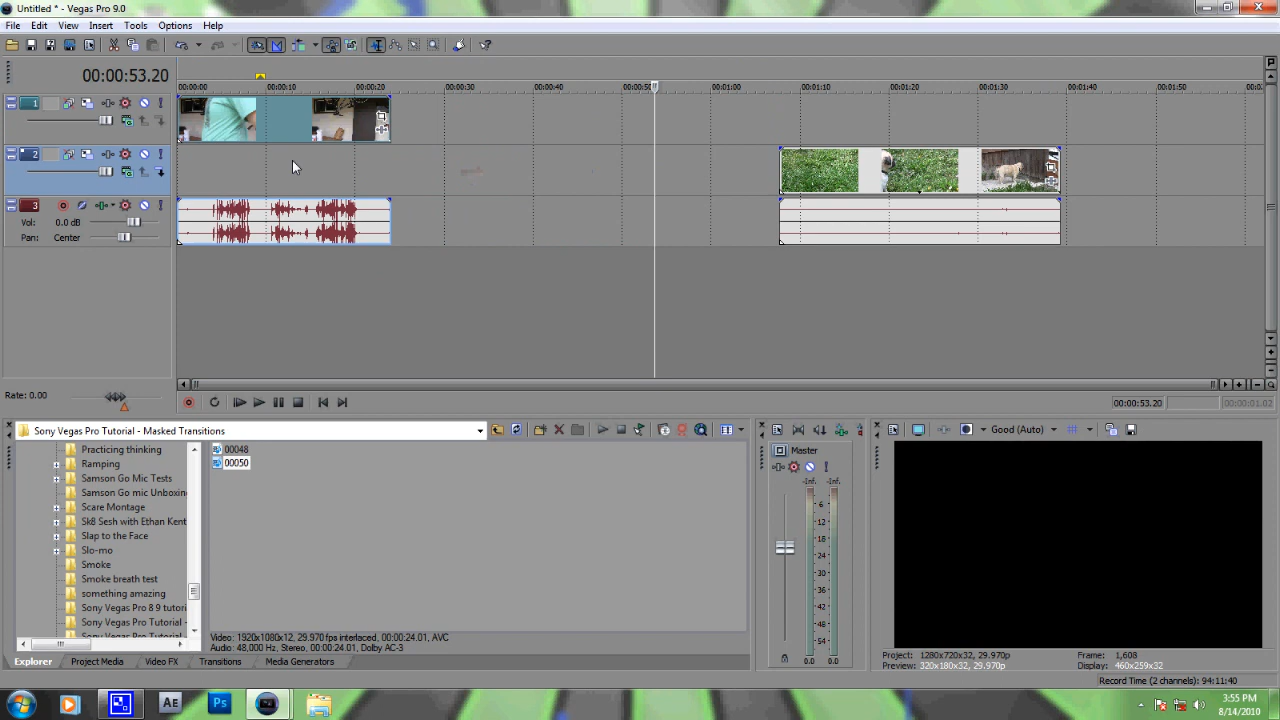 Untitled * - Vegas Pro 9.0
File Edit View Insert Tools Options Help
00:00:53.20
00:00:00 00:00:10 00:00:20 00:00:30 00:00:40 00:00:50 00:01:00 00:01:10 00:01:20 00:01:30 00:01:40 00:01:50
1
2
3
Vol: 0.0 dB
Pan: Center
Rate: 0.00
00:00:53.20 00:00:01.02
Sony Vegas Pro Tutorial - Masked Transitions
Practicing thinking
Ramping
Samson Go Mic Tests
Samson Go mic Unboxin
Scare Montage
Sk8 Sesh with Ethan Kent
Slap to the Face
Slo-mo
Smoke
Smoke breath test
something amazing
Sony Vegas Pro 8 9 tutori
Sony Vegas Pro Tutorial -
Sony Vegas Pro Tutorial
00048
00050
Video: 1920x1080x12, 29.970 fps interlaced, 00:00:24.01, AVC
Audio: 48,000 Hz, Stereo, 00:00:24.01, Dolby AC-3
Explorer Project Media Video FX Transitions Media Generators
Master
-Inf. -Inf.
6
12
18
24
30
36
42
48
54
0.0 0.0
Good (Auto)
Project: 1280x720x32, 29.970p
Preview: 320x180x32, 29.970p
Frame: 1,608
Display: 460x259x32
Record Time (2 channels): 94:11:40
Ae Ps
3:55 PM
8/14/2010